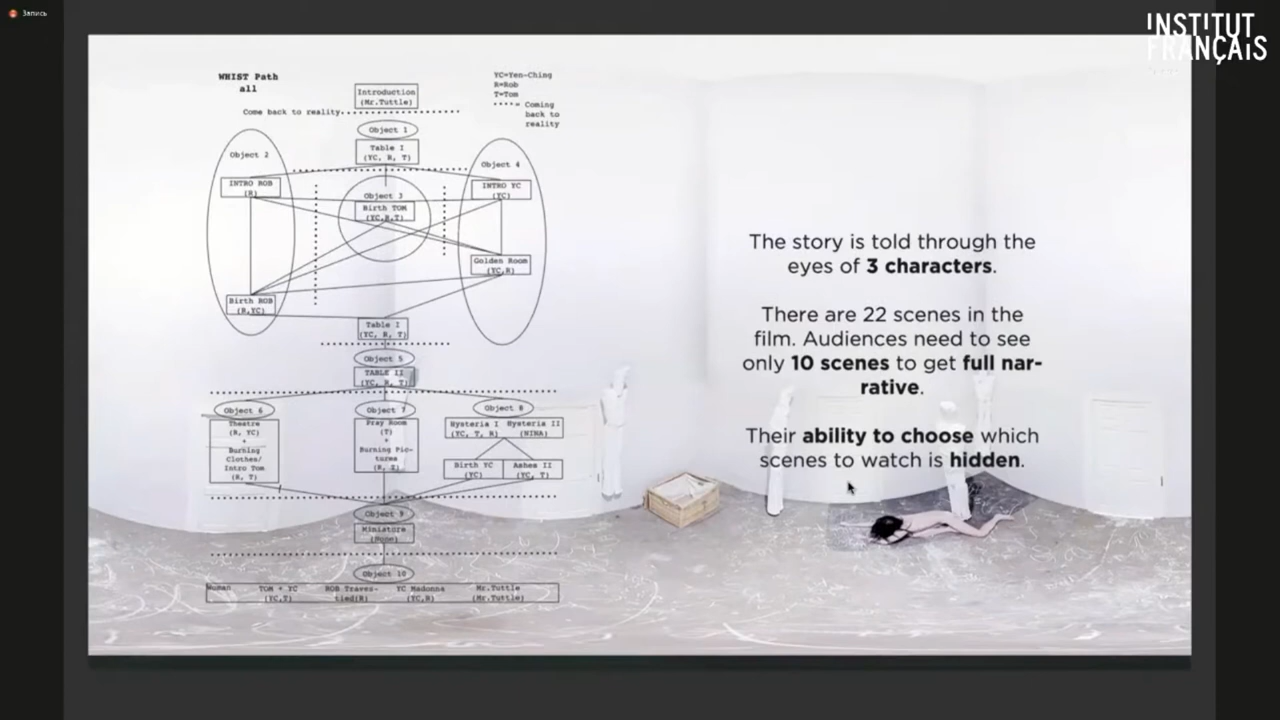 Запись
INSTITUT
FRANÇAIS
WHIST Path
all
YC=Yen-Ching
R=Rob
T=Tom
.....= Coming
back to
reality
Introduction
(Mr.Tuttle)
Come back to reality
Object 1
Table I
(YC, R, T)
Object 2
INTRO ROB
(R)
Object 3
Birth TOM
(YC,R,T)
Object 4
INTRO YC
(YC)
Golden Room
(YC,R)
Birth ROB
(R,YC)
Table I
(YC, R, T)
Object 5
TABLE II
(YC, R, T)
Object 6
Theatre
(R, YC)
+
Burning
Clothes/
Intro Tom
(R, T)
Object 7
Pray Room
(T)
+
Burning Pic-
tures
Object 8
Hysteria I
(YC, T, R)
Hysteria II
(NINA)
Birth YC
(YC)
Ashes II
(YC, T)
Object 9
Miniature
(None)
Object 10
Human
TOM + YC
(YC,T)
ROB Traves-
tied(R)
YC Madonna
(YC,R)
Mr.Tuttle
(Mr.Tuttle)
The story is told through the
eyes of 3 characters.
There are 22 scenes in the
film. Audiences need to see
only 10 scenes to get full nar-
rative.
Their ability to choose which
scenes to watch is hidden.